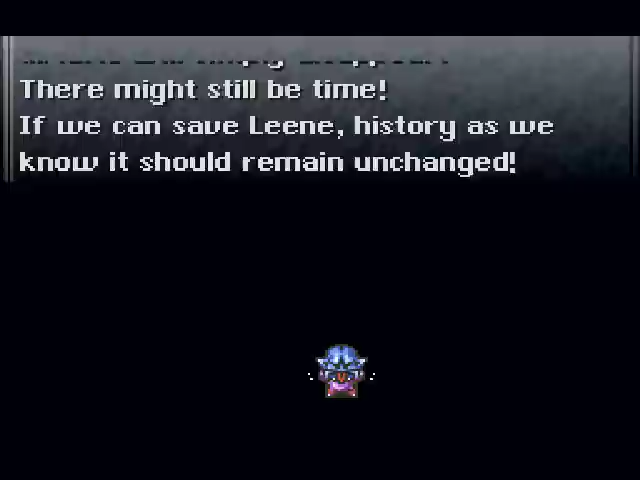 There might still be time!
If we can save Leene, history as we
know it should remain unchanged!